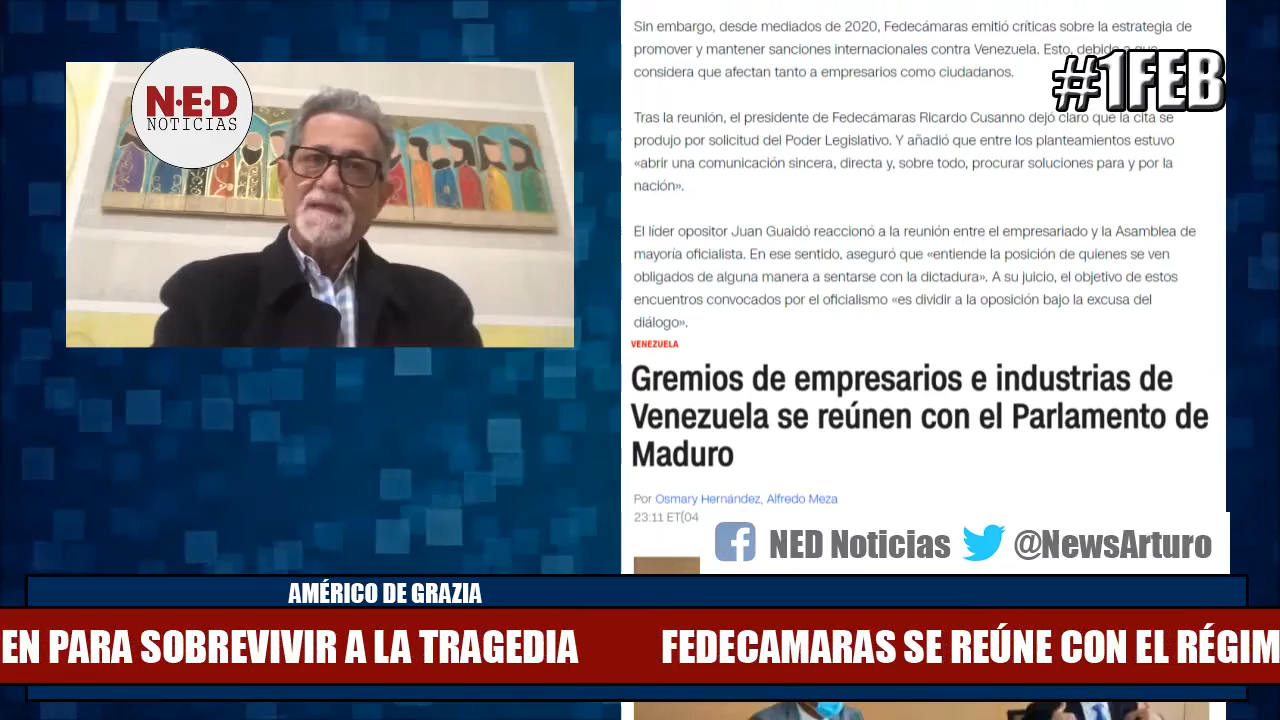 N·E·D
NOTICIAS
Sin embargo, desde mediados de 2020, Fedecámaras emitió críticas sobre la estrategia de
promover y mantener sanciones internacionales contra Venezuela. Esto, debido a que
considera que afectan tanto a empresarios como ciudadanos.
#1FEB
Tras la reunión, el presidente de Fedecámaras Ricardo Cusanno dejó claro que la cita se
produjo por solicitud del Poder Legislativo. Y añadió que entre los planteamientos estuvo
«abrir una comunicación sincera, directa y, sobre todo, procurar soluciones para y por la
nación».
El líder opositor Juan Guaidó reaccionó a la reunión entre el empresariado y la Asamblea de
mayoría oficialista. En ese sentido, aseguró que «entiende la posición de quienes se ven
obligados de alguna manera a sentarse con la dictadura». A su juicio, el objetivo de estos
encuentros convocados por el oficialismo «es dividir a la oposición bajo la excusa del
diálogo».
VENEZUELA
Gremios de empresarios e industrias de
Venezuela se reúnen con el Parlamento de
Maduro
Por Osmary Hernández, Alfredo Meza
23:11 ET(04
NED Noticias @NewsArturo
AMÉRICO DE GRAZIA
EN PARA SOBREVIVIR A LA TRAGEDIA FEDECAMARAS SE REÚNE CON EL RÉGIM